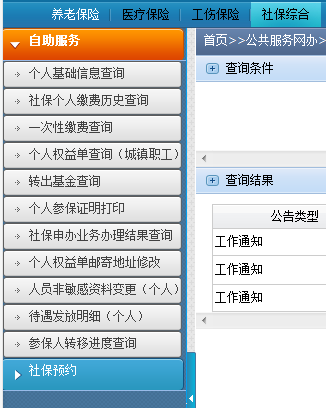 养老保险 医疗保险 工伤保险 社保综合
自助服务
个人基础信息查询
社保个人缴费历史查询
一次性缴费查询
个人权益单查询（城镇职工）
转出基金查询
个人参保证明打印
社保申办业务办理结果查询
个人权益单邮寄地址修改
人员非敏感资料变更（个人）
待遇发放明细（个人）
参保人转移进度查询
社保预约
首页>>公共服务网办>
查询条件
查询结果
公告类型
工作通知
工作通知
工作通知